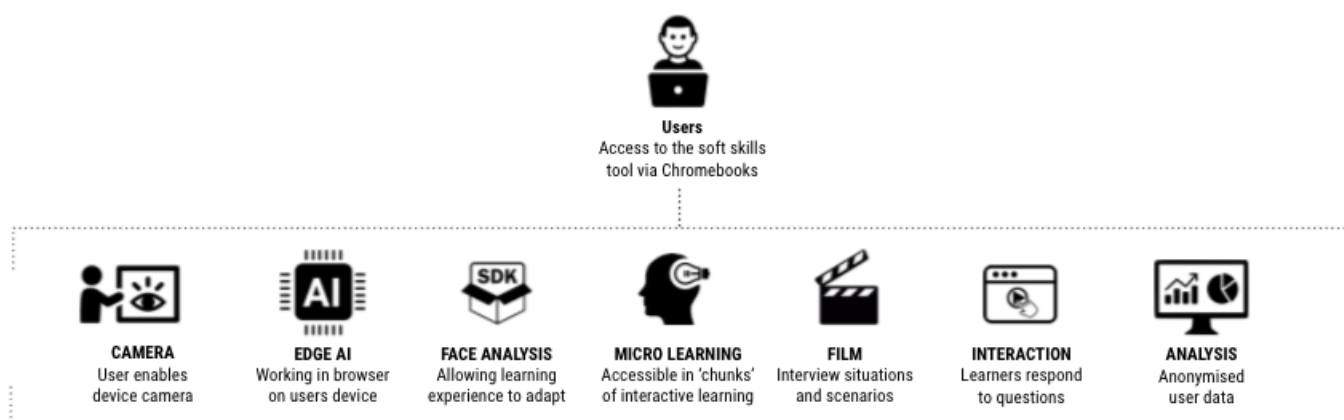 Users
Access to the soft skills
tool via Chromebooks
AI
SDK
CAMERA
User enables
device camera
EDGE AI
Working in browser
on users device
FACE ANALYSIS
Allowing learning
experience to adapt
MICRO LEARNING
Accessible in ‘chunks’
of interactive learning
FILM
Interview situations
and scenarios
INTERACTION
Learners respond
to questions
ANALYSIS
Anonymised
user data